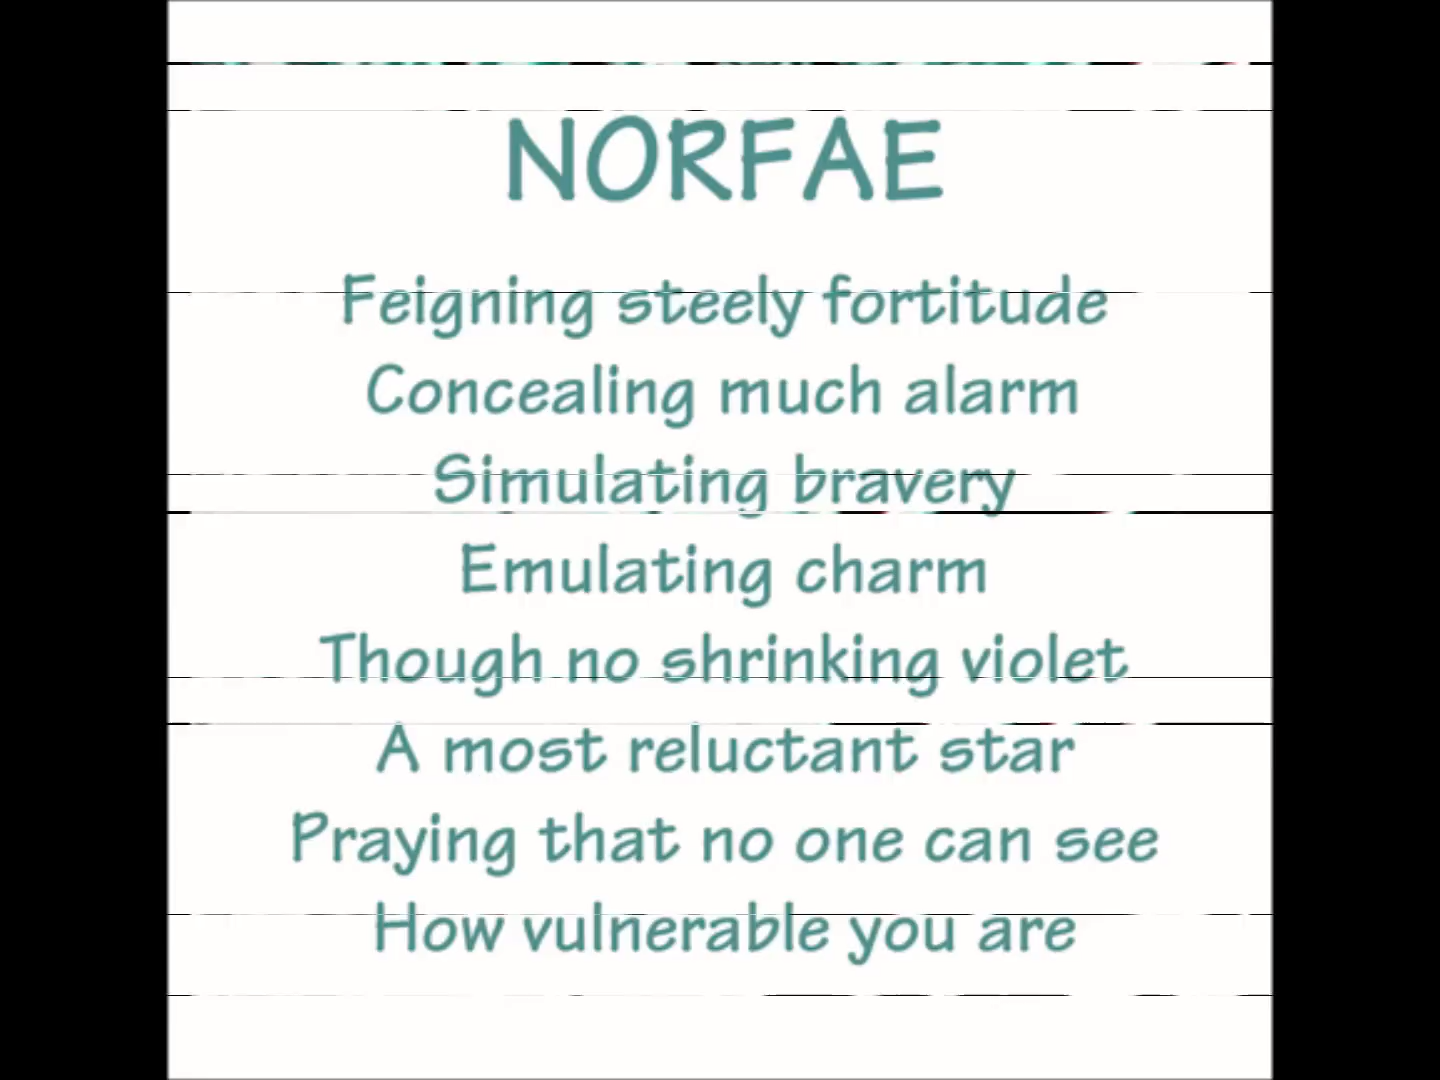 NORFAE
Feigning steely fortitude
Concealing much alarm
Simulating bravery
Emulating charm
Though no shrinking violet
A most reluctant star
Praying that no one can see
How vulnerable you are